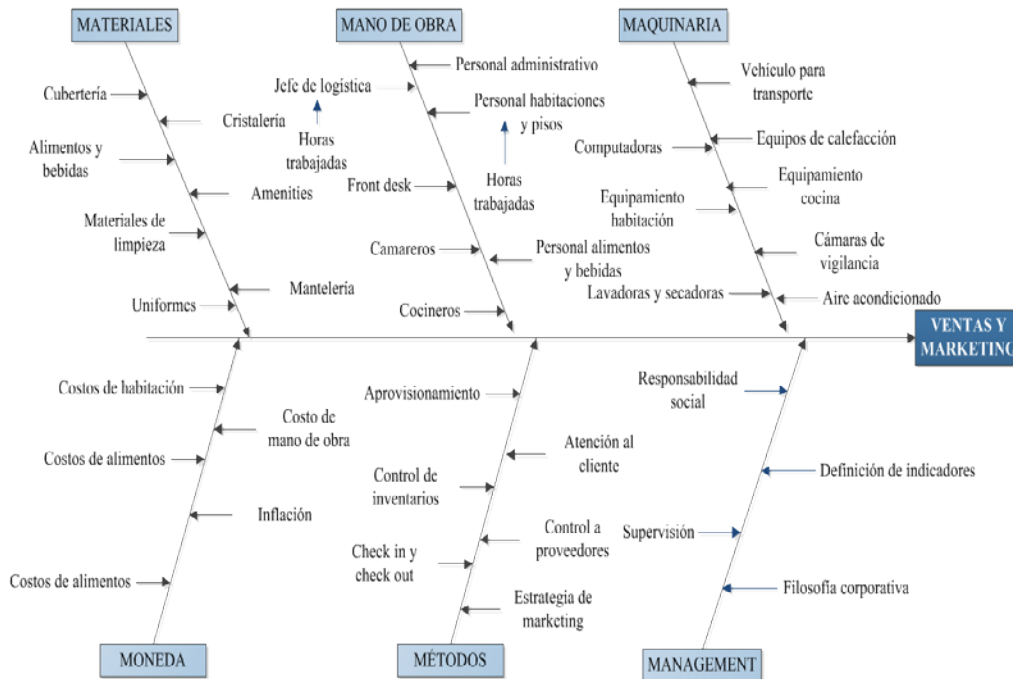 MATERIALES
MANO DE OBRA
MAQUINARIA
Cubertería
Cristalería
Alimentos y
bebidas
Amenities
Materiales de
limpieza
Mantelería
Uniformes
Personal administrativo
Jefe de logística
Horas
trabajadas
Personal habitaciones
y pisos
Horas
trabajadas
Front desk
Camareros
Personal alimentos
y bebidas
Cocineros
Vehículo para
transporte
Equipos de calefacción
Computadoras
Equipamiento
cocina
Equipamiento
habitación
Cámaras de
vigilancia
Lavadoras y secadoras
Aire acondicionado
VENTAS Y
MARKETING
Costos de habitación
Costo de
mano de obra
Costos de alimentos
Inflación
Costos de alimentos
Aprovisionamiento
Atención al
cliente
Control de
inventarios
Control a
proveedores
Check in y
check out
Estrategia de
marketing
Responsabilidad
social
Definición de indicadores
Supervisión
Filosofía corporativa
MONEDA
MÉTODOS
MANAGEMENT